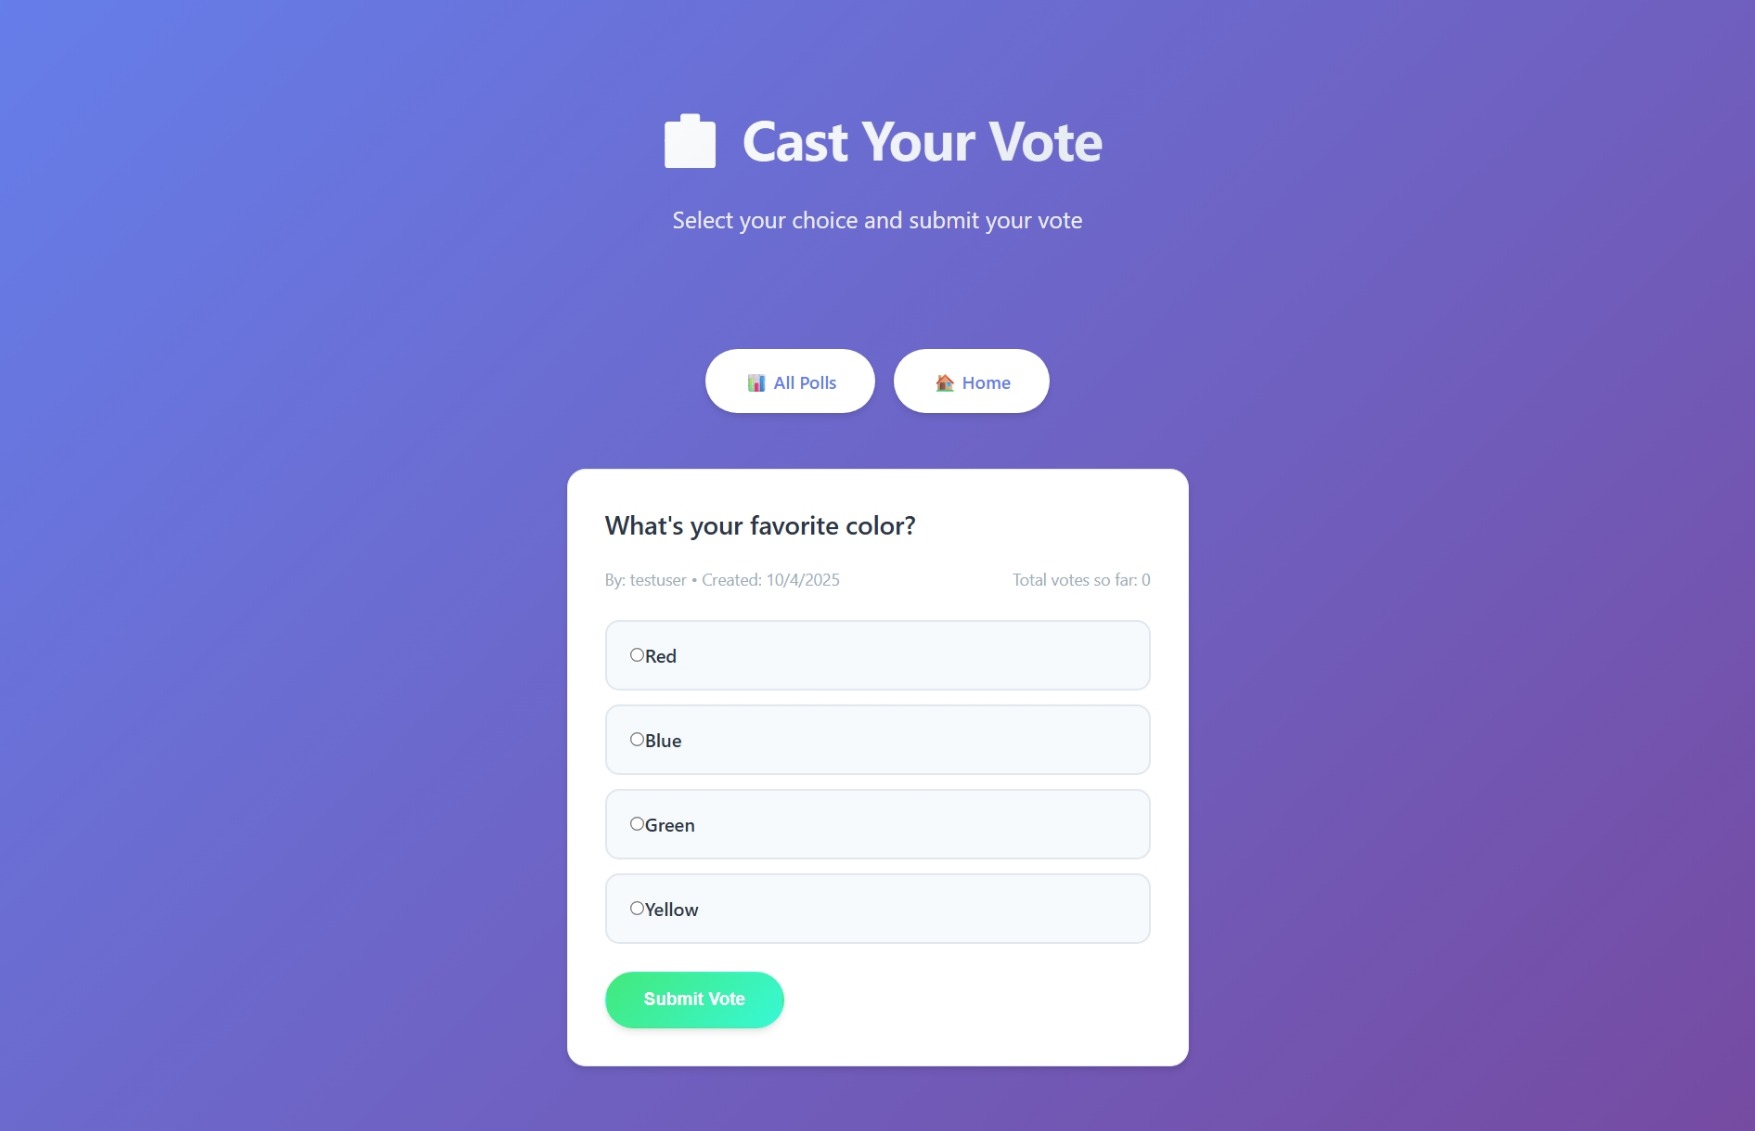 Cast Your Vote
Select your choice and submit your vote
All Polls
Home
What's your favorite color?
By: testuser • Created: 10/4/2025
Total votes so far: 0
Red
Blue
Green
Yellow
Submit Vote